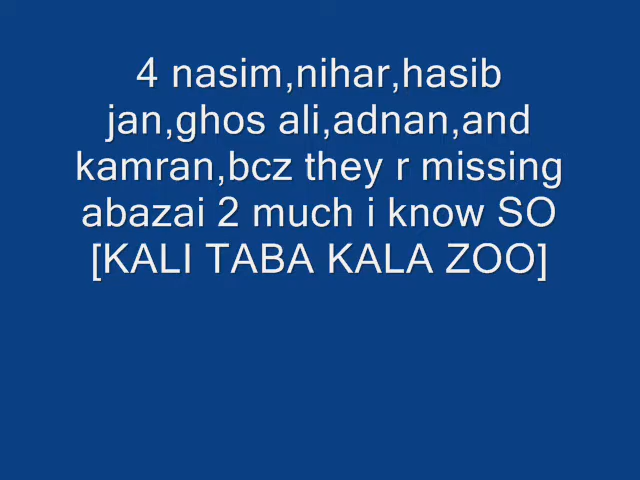 4 nasim,nihar,hasib
jan,ghos ali,adnan,and
kamran,bcz they r missing
abazai 2 much i know SO
[KALI TABA KALA ZOO]